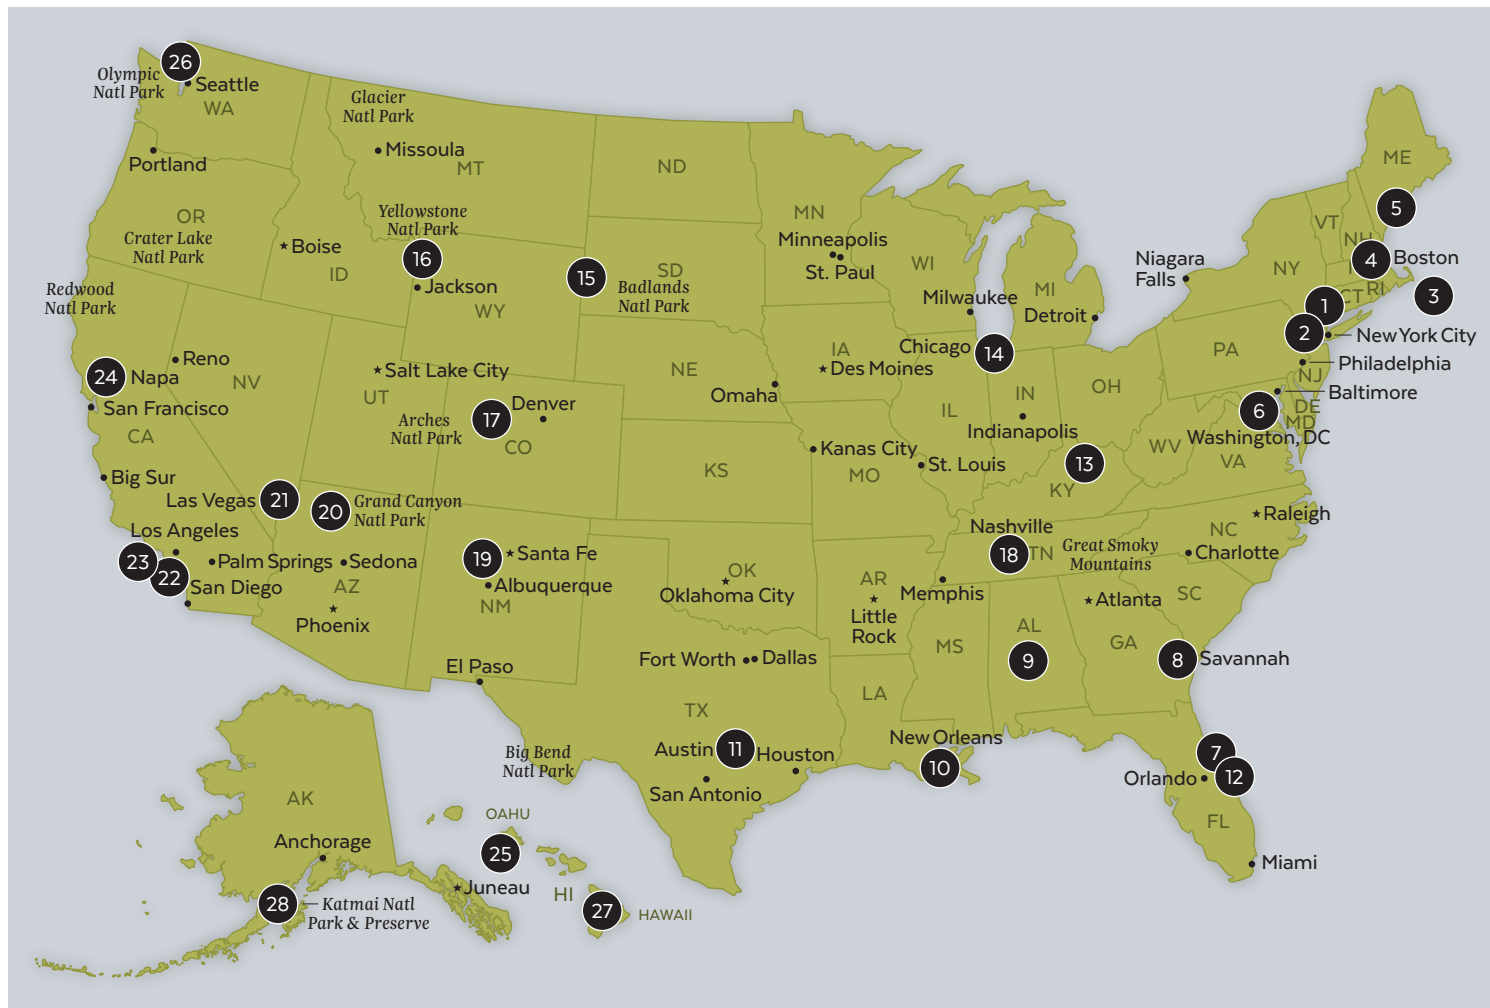 26
Olympic
Natl Park
Seattle
WA
Glacier
Natl Park
Missoula
MT
ND
Portland
OR
Crater Lake
Natl Park
Boise
ID
Yellowstone
Natl Park
16
Jackson
WY
15
SD
Badlands
Natl Park
MN
Minneapolis
St. Paul
WI
Milwaukee
MI
Detroit
Niagara
Falls
NY
VT
NH
ME
5
4
Boston
3
1
CT
RI
2
New York City
PA
Philadelphia
NJ
Baltimore
6
DE
MD
Washington, DC
Redwood
Natl Park
Reno
24
Napa
NV
San Francisco
CA
Salt Lake City
UT
Arches
Natl Park
17
Denver
CO
NE
Omaha
IA
Des Moines
Chicago
14
IL
IN
Indianapolis
OH
WV
VA
13
KY
Big Sur
Las Vegas
21
20
Grand Canyon
Natl Park
KS
Kanas City
MO
St. Louis
Los Angeles
23
22
Palm Springs
San Diego
Sedona
AZ
Phoenix
19
Santa Fe
Albuquerque
NM
OK
Oklahoma City
AR
Little
Rock
Memphis
Nashville
18
TN
Great Smoky
Mountains
NC
Raleigh
Charlotte
SC
Atlanta
GA
8
Savannah
AL
9
MS
LA
El Paso
Fort Worth
Dallas
TX
Big Bend
Natl Park
Austin
11
Houston
San Antonio
New Orleans
10
7
12
Orlando
FL
Miami
AK
Anchorage
28
Katmai Natl
Park & Preserve
Juneau
OAHU
25
HI
27
HAWAII